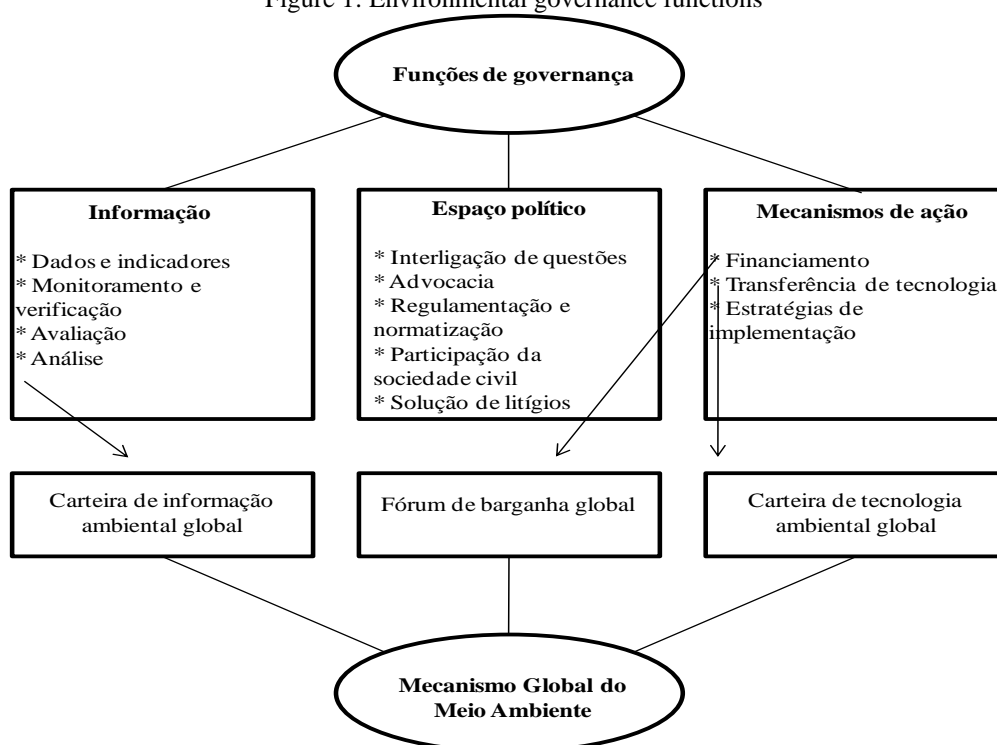 Figure 1: Environmental governance functions
Funções de governança
Informação
* Dados e indicadores
* Monitoramento e
verificação
* Avaliação
* Análise
Espaço político
* Interligação de questões
* Advocacia
* Regulamentação e
normatização
* Participação da
sociedade civil
* Solução de litígios
Mecanismos de ação
* Financiamento
* Transferência de tecnologia
* Estratégias de
implementação
Carteira de informação
ambiental global
Fórum de barganha global
Carteira de tecnologia
ambiental global
Mecanismo Global do
Meio Ambiente